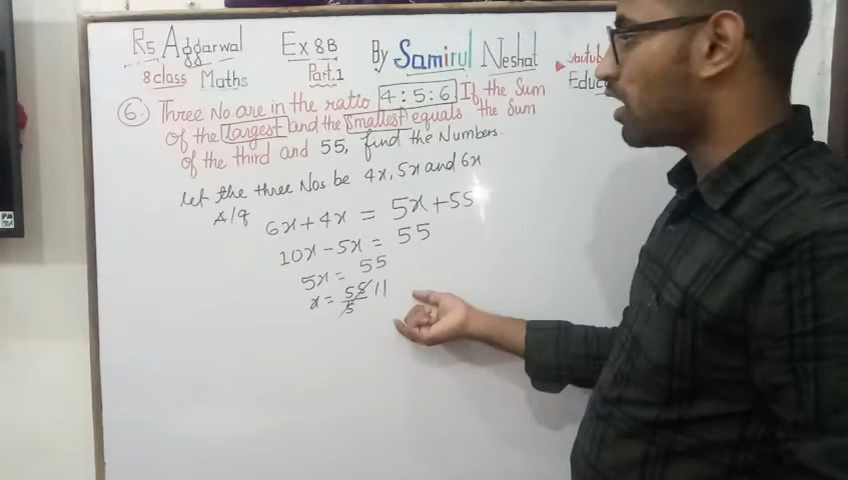 Rs Aggarwal Ex 8B By Samirul Neshat
8 class Maths Part.1
6. Three No are in the ratio 4:5:6 If the Sum
of the largest and the smallest equals the Sum
of the third and 55, find the Numbers.
let the three Nos be 4x, 5x and 6x
A/q 6x + 4x = 5x + 55
10x - 5x = 55
5x = 55
x = 55/5 11